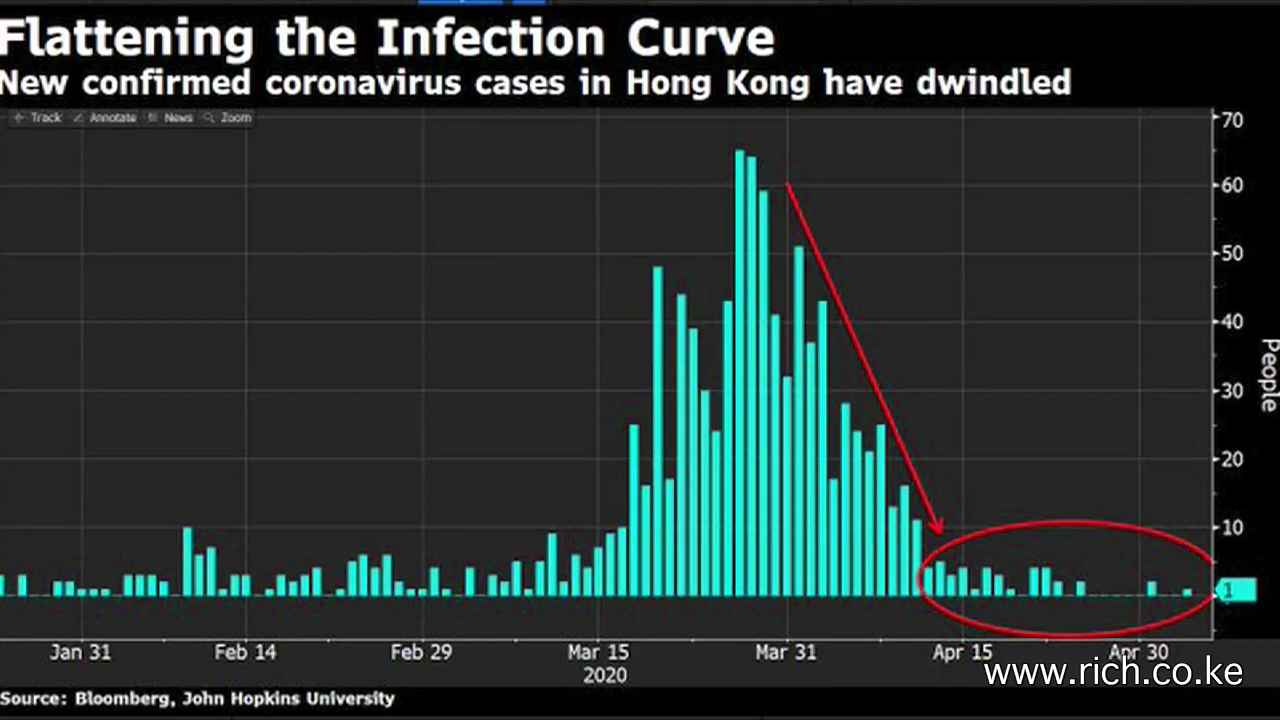 Flattening the Infection Curve
New confirmed coronavirus cases in Hong Kong have dwindled
Track Annotate News Zoom
70
60
50
40
30
20
10
1
People
Jan 31 Feb 14 Feb 29 Mar 15 Mar 31 Apr 15 Apr 30
2020
www.rich.co.ke
Source: Bloomberg, John Hopkins University